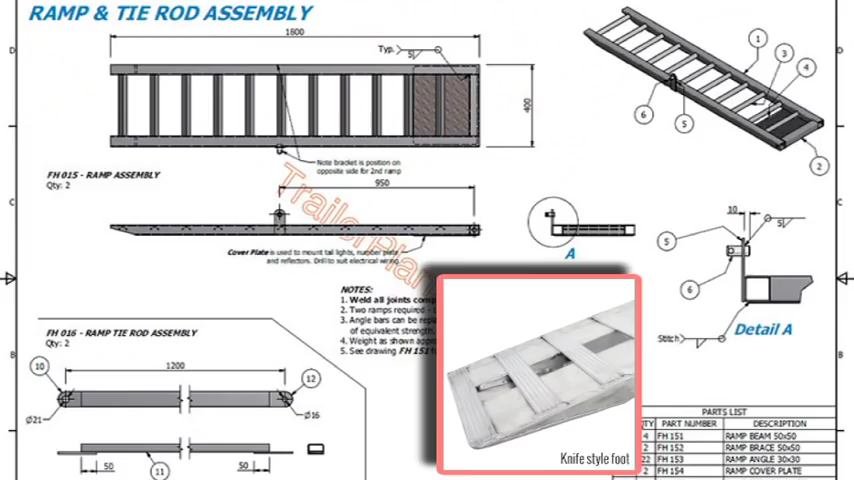 RAMP & TIE ROD ASSEMBLY
1800
Typ.
5
D
D
400
1
3
4
6
5
2
Note bracket is position on
opposite side for 2nd ramp
FH 015 - RAMP ASSEMBLY
Qty: 2
950
C
C
10
5
5
6
A
Cover Plate is used to mount tail lights, number plate
and reflectors. Drill to suit electrical wiring.
TrailerPlan
NOTES:
1. Weld all joints comp
2. Two ramps required -
3. Angle bars can be repla
of equivalent strength.
4. Weight as shown appro
5. See drawing FH 151 f
FH 016 - RAMP TIE ROD ASSEMBLY
Qty: 2
Detail A
Stitch
B
B
1200
10
12
Ø21
Ø16
50
50
11
Knife style foot
PARTS LIST
QTY PART NUMBER DESCRIPTION
4 FH 151 RAMP BEAM 50x50
2 FH 152 RAMP BRACE 50x50
22 FH 153 RAMP ANGLE 30x30
2 FH 154 RAMP COVER PLATE